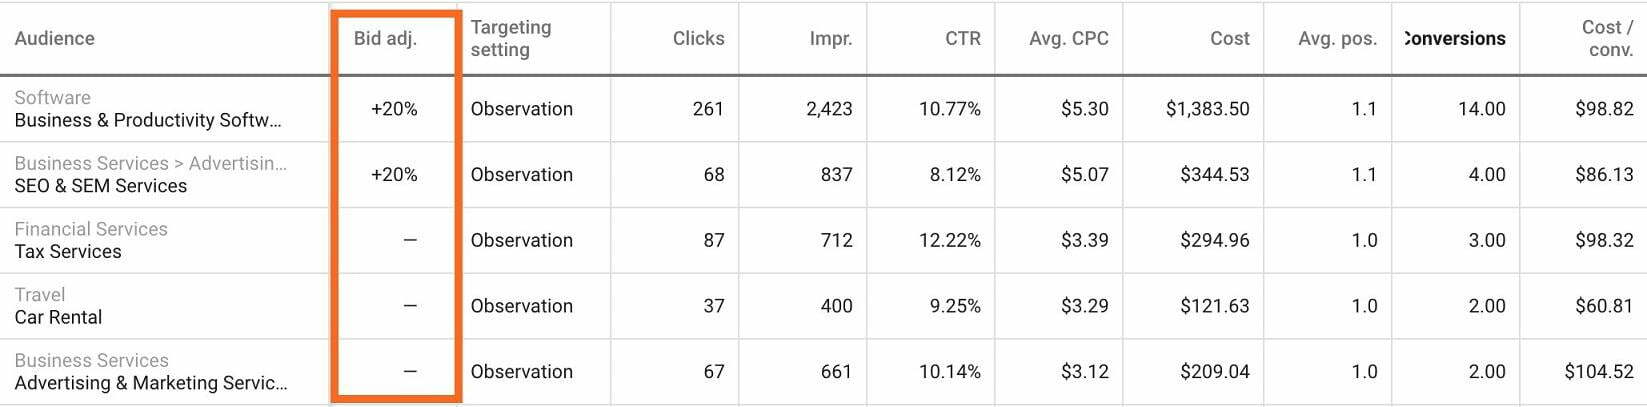 Audience Bid adj. Targeting setting Clicks Impr. CTR Avg. CPC Cost Avg. pos. Conversions Cost / conv.
Software
Business & Productivity Softw... +20% Observation 261 2,423 10.77% $5.30 $1,383.50 1.1 14.00 $98.82
Business Services > Advertisin...
SEO & SEM Services +20% Observation 68 837 8.12% $5.07 $344.53 1.1 4.00 $86.13
Financial Services
Tax Services — Observation 87 712 12.22% $3.39 $294.96 1.0 3.00 $98.32
Travel
Car Rental — Observation 37 400 9.25% $3.29 $121.63 1.0 2.00 $60.81
Business Services
Advertising & Marketing Servic... — Observation 67 661 10.14% $3.12 $209.04 1.0 2.00 $104.52